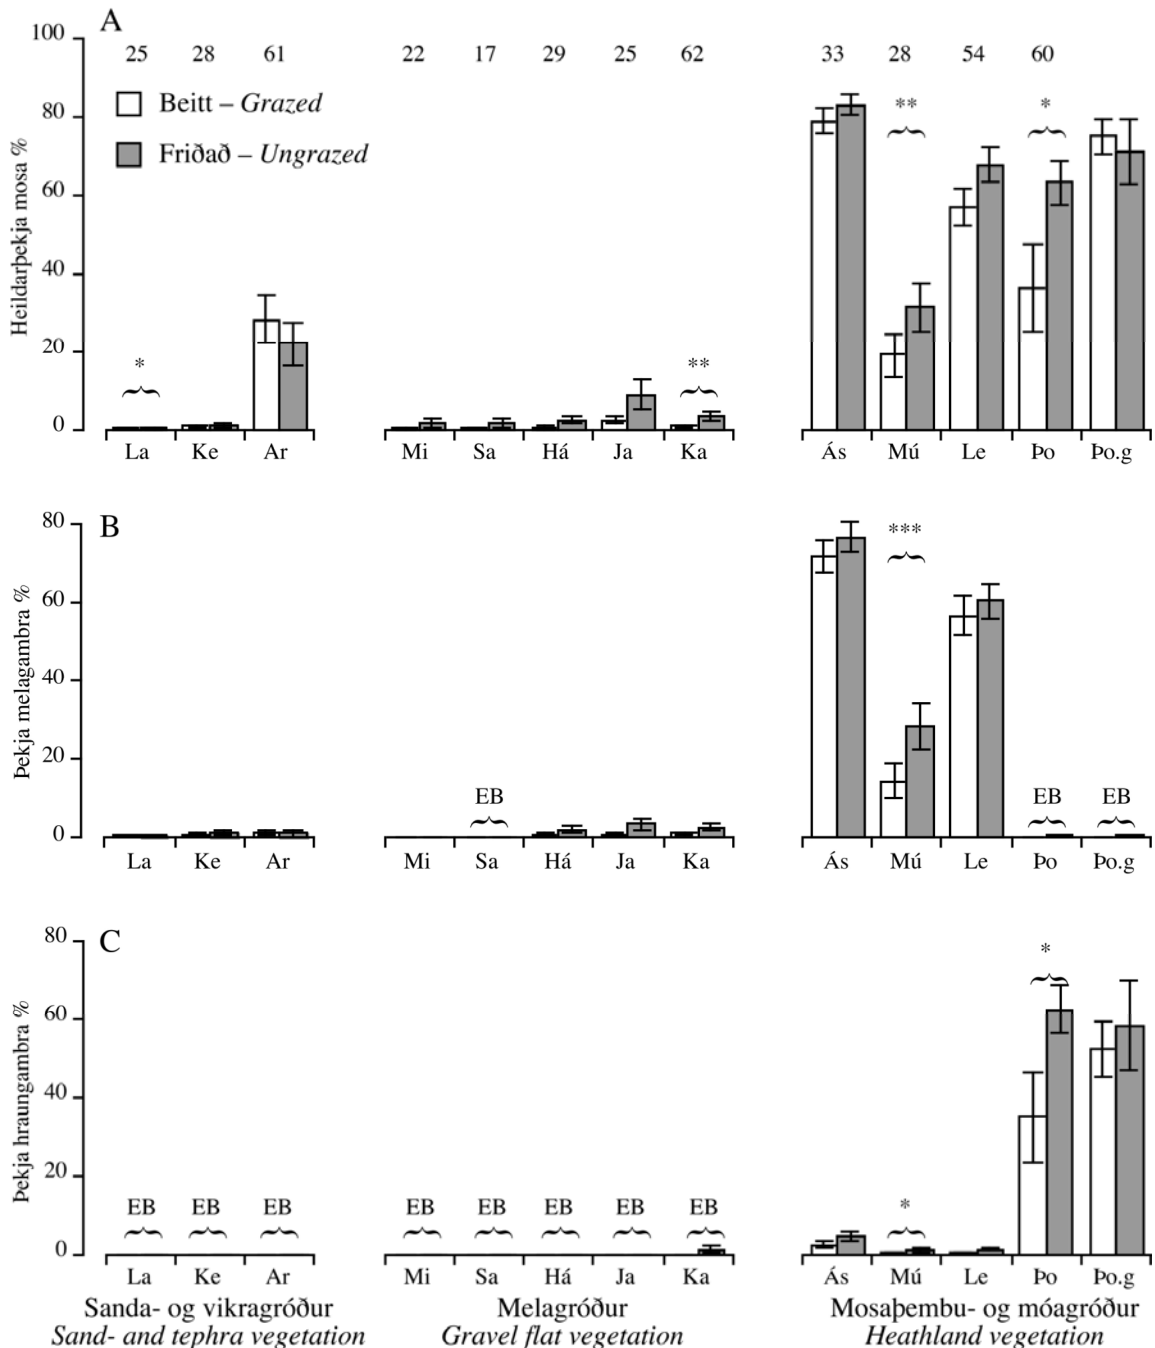 A
100
80
60
40
20
0
Heildarþekja mosa %
25 28 61 22 17 29 25 62 33 28 54 60
Beitt – Grazed
Friðað – Ungrazed
* ** ** *
La Ke Ar Mi Sa Há Ja Ka Ás Mú Le Þo Þo.g
B
80
60
40
20
0
Þekja melagambra %
***
EB EB EB
La Ke Ar Mi Sa Há Ja Ka Ás Mú Le Þo Þo.g
C
80
60
40
20
0
Þekja hraungambra %
*
EB EB EB EB EB EB EB EB *
La Ke Ar Mi Sa Há Ja Ka Ás Mú Le Þo Þo.g
Sanda- og vikragróður Melagróður Mosaþembu- og móagróður
Sand- and tephra vegetation Gravel flat vegetation Heathland vegetation